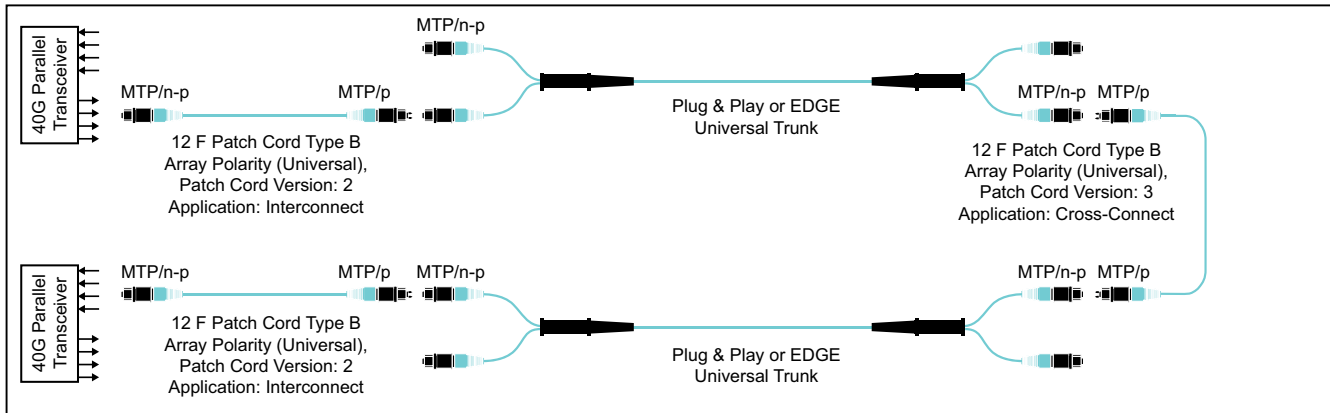 MTP/n-p
40G Parallel
Transceiver
MTP/n-p
MTP/p
MTP/n-p
MTP/p
Plug & Play or EDGE
Universal Trunk
12 F Patch Cord Type B
Array Polarity (Universal),
Patch Cord Version: 2
Application: Interconnect
12 F Patch Cord Type B
Array Polarity (Universal),
Patch Cord Version: 3
Application: Cross-Connect
40G Parallel
Transceiver
MTP/n-p
MTP/p
MTP/n-p
MTP/n-p
MTP/p
12 F Patch Cord Type B
Array Polarity (Universal),
Patch Cord Version: 2
Application: Interconnect
Plug & Play or EDGE
Universal Trunk